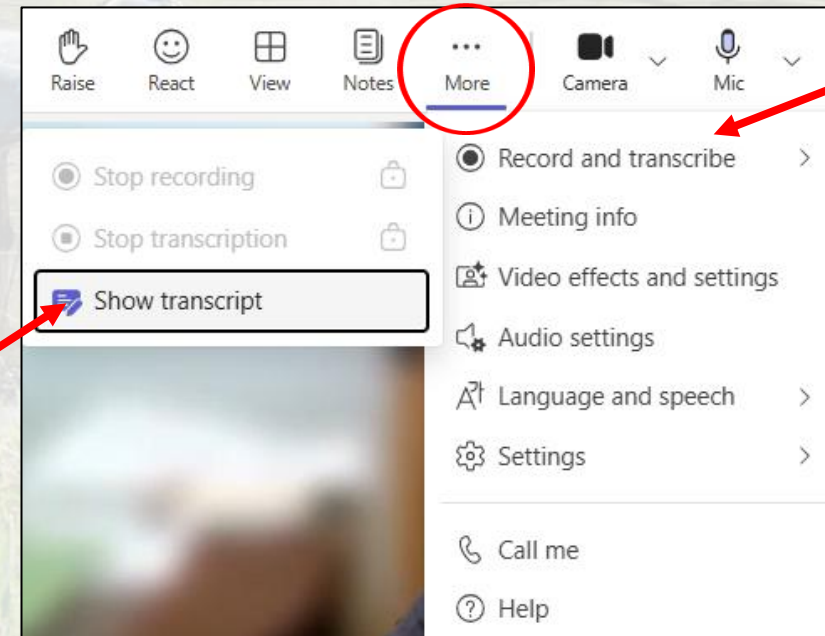 Raise React View Notes More Camera Mic
Stop recording
Stop transcription
Show transcript
Record and transcribe
Meeting info
Video effects and settings
Audio settings
Language and speech
Settings
Call me
Help